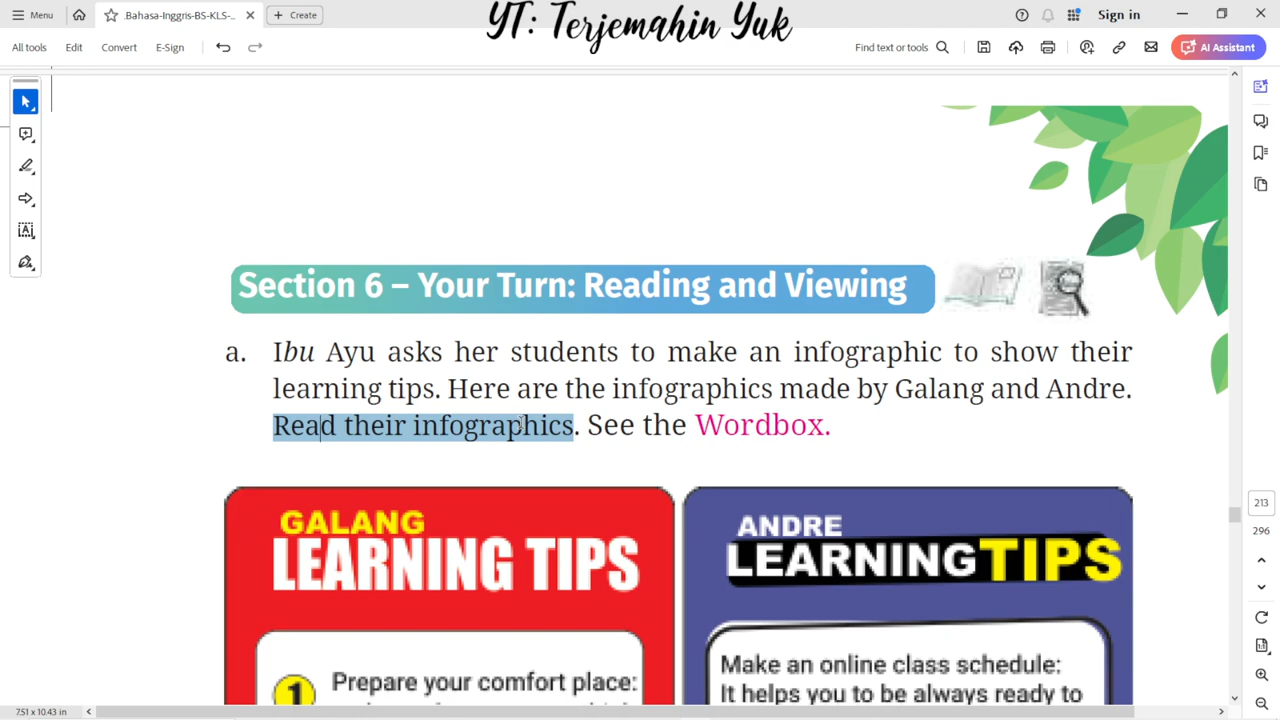 Menu
.Bahasa-Inggris-BS-KLS-...
Create
YT: Terjemahin Yuk
Sign in
All tools
Edit
Convert
E-Sign
Find text or tools
AI Assistant
Section 6 – Your Turn: Reading and Viewing
a. Ibu Ayu asks her students to make an infographic to show their
learning tips. Here are the infographics made by Galang and Andre.
Read their infographics. See the Wordbox.
GALANG
LEARNING TIPS
1
Prepare your comfort place:
ANDRE
LEARNING TIPS
Make an online class schedule:
It helps you to be always ready to
213
296
7.51 x 10.43 in